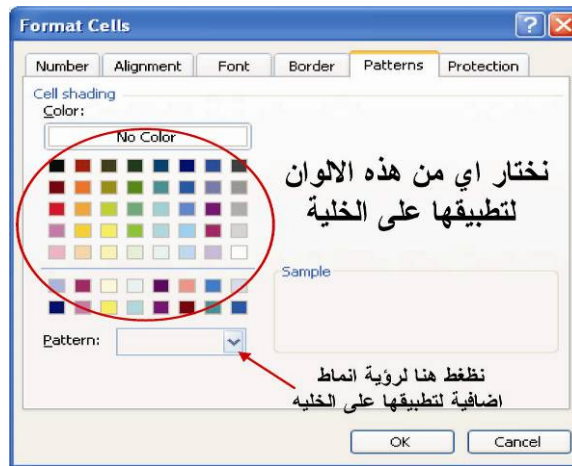 Format Cells
Number Alignment Font Border Patterns Protection
Cell shading
Color:
No Color
نختار اي من هذه الالوان
لتطبيقها على الخلية
Sample
Pattern:
نظغط هنا لرؤية انماط
اضافية لتطبيقها على الخليه
OK Cancel